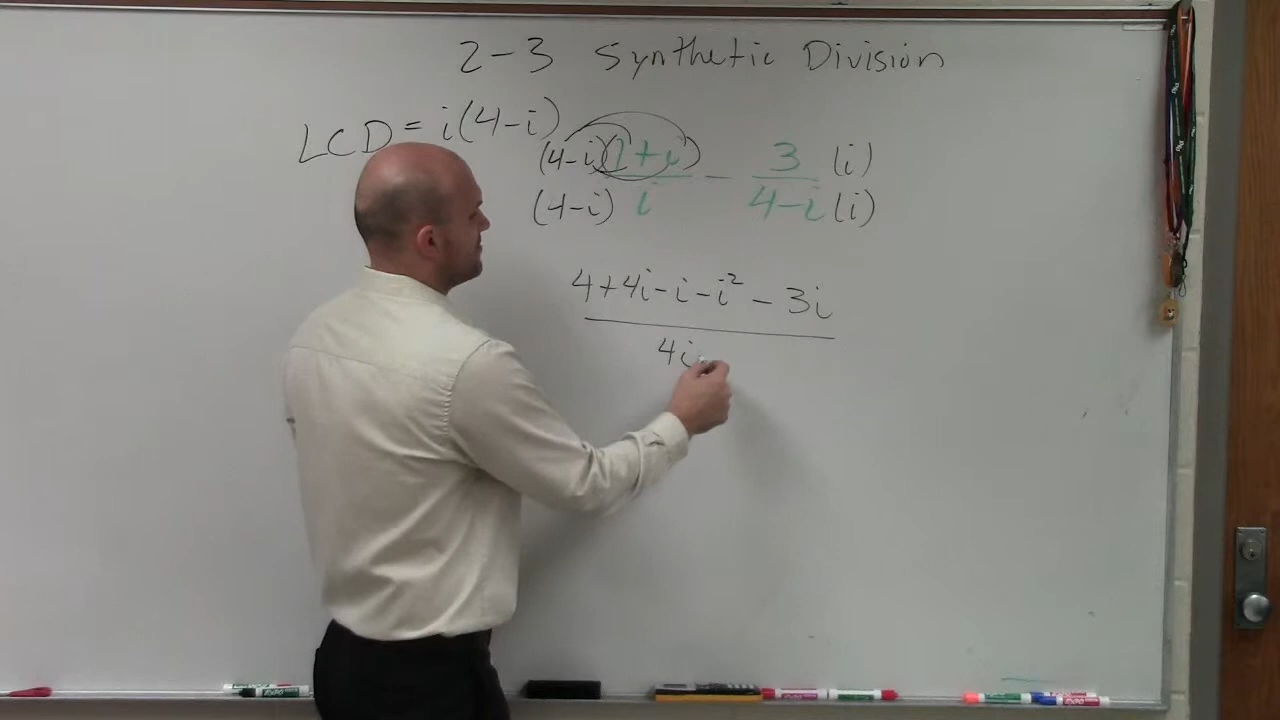 2-3 Synthetic Division
LCD = i(4-i)
(4-i)(1+i) - 3 (i)
(4-i) i 4-i (i)
4+4i-i-i² - 3i
4i